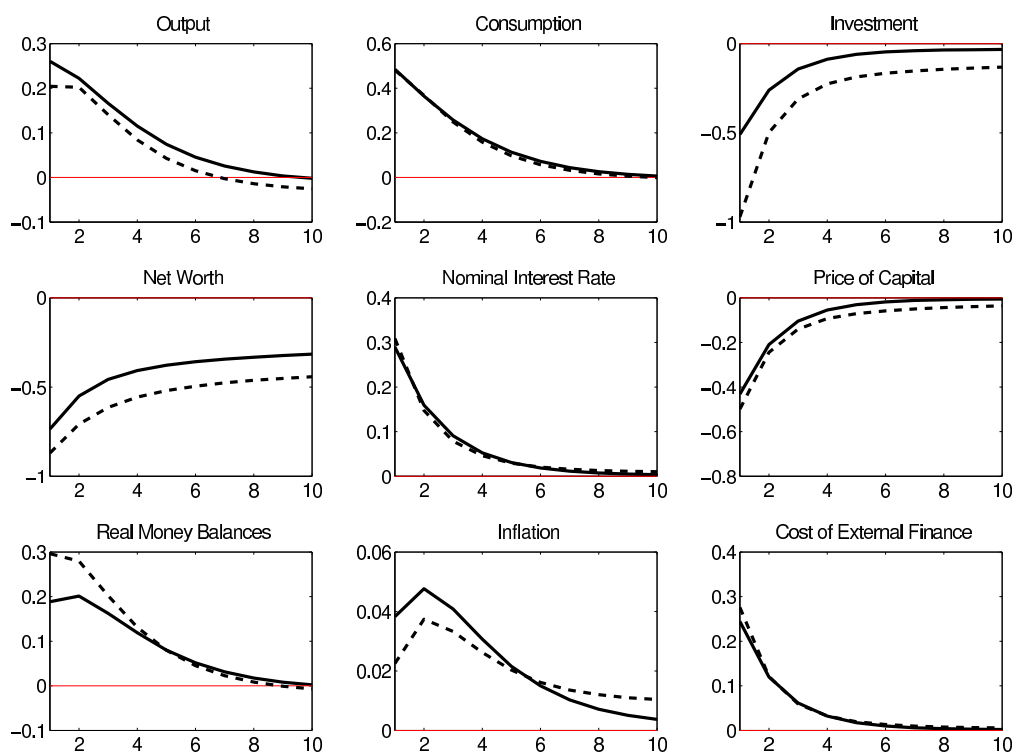 Output
0.3
0.2
0.1
0
−0.1
2 4 6 8 10
Consumption
0.6
0.4
0.2
0
−0.2
2 4 6 8 10
Investment
0
−0.5
−1
2 4 6 8 10
Net Worth
0
−0.5
−1
2 4 6 8 10
Nominal Interest Rate
0.4
0.3
0.2
0.1
0
2 4 6 8 10
Price of Capital
0
−0.2
−0.4
−0.6
−0.8
2 4 6 8 10
Real Money Balances
0.3
0.2
0.1
0
−0.1
2 4 6 8 10
Inflation
0.06
0.04
0.02
0
2 4 6 8 10
Cost of External Finance
0.4
0.3
0.2
0.1
0
2 4 6 8 10